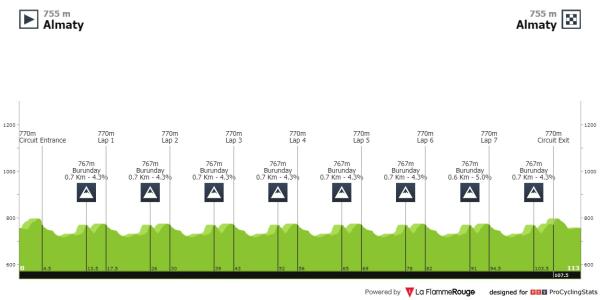 755 m
Almaty
755 m
Almaty
1200
1000
800
600
1200
1000
800
600
770m
Circuit Entrance
770m
Lap 1
770m
Lap 2
770m
Lap 3
770m
Lap 4
770m
Lap 5
770m
Lap 6
770m
Lap 7
770m
Circuit Exit
767m
Burunday
0.7 Km - 4.3%
767m
Burunday
0.7 Km - 4.3%
767m
Burunday
0.7 Km - 4.3%
767m
Burunday
0.7 Km - 4.3%
767m
Burunday
0.7 Km - 4.3%
767m
Burunday
0.7 Km - 4.3%
767m
Burunday
0.6 Km - 5.0%
767m
Burunday
0.7 Km - 4.3%
0 4.5 13.5 17.5 26 30 39 43 52 56 65 69 78 82 91 94.5 103.5
107.5
Powered by La FlammeRouge designed for PCS ProCyclingStats